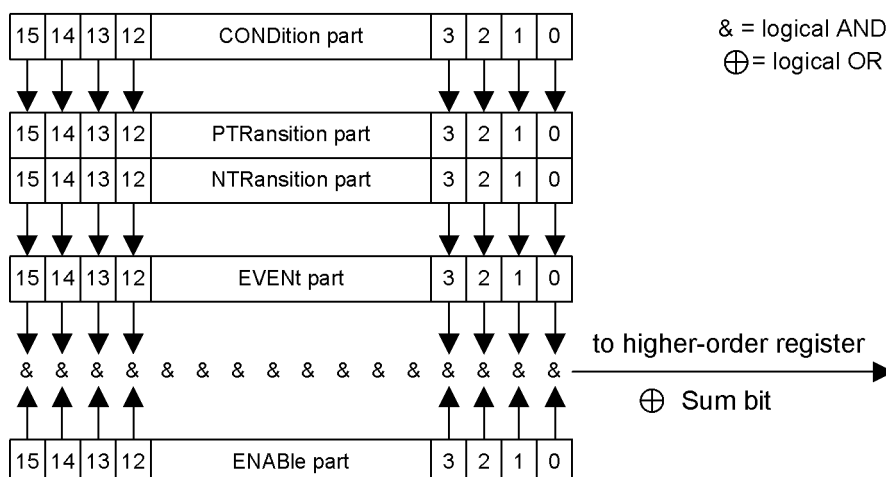 15 14 13 12 CONDition part 3 2 1 0
& = logical AND
⊕ = logical OR
15 14 13 12 PTRansition part 3 2 1 0
15 14 13 12 NTRansition part 3 2 1 0
15 14 13 12 EVENt part 3 2 1 0
to higher-order register
& & & & & & & & & & & & & & & &
⊕ Sum bit
15 14 13 12 ENABle part 3 2 1 0